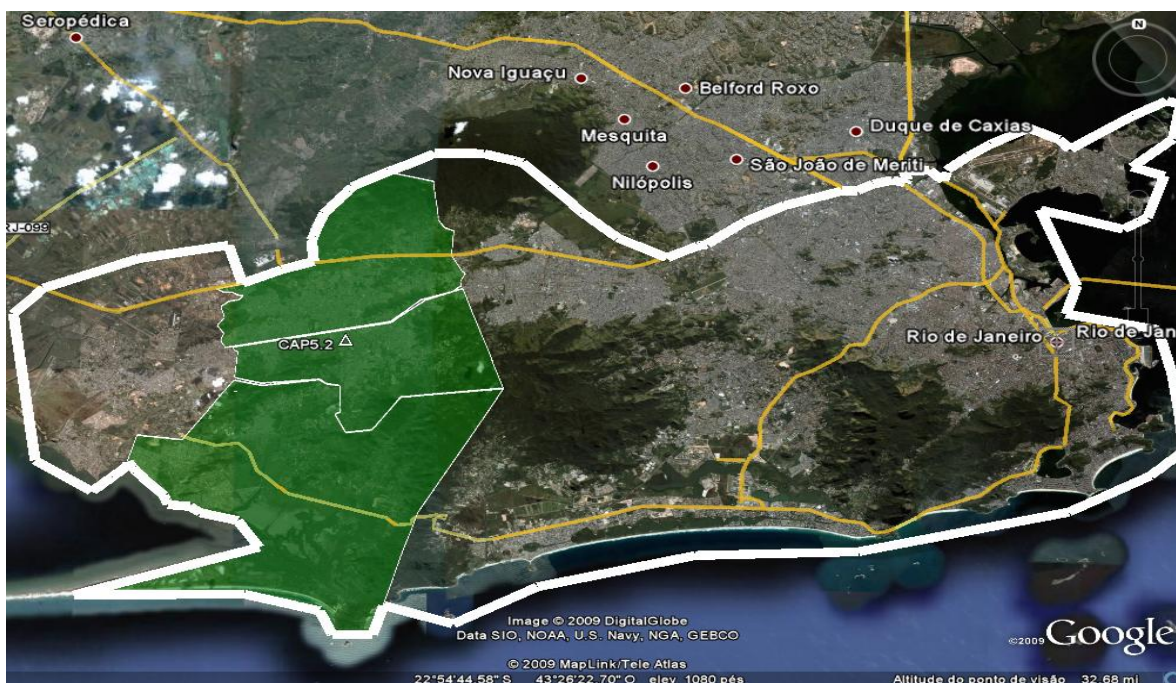 Seropédica
N
Nova Iguaçu
Belford Roxo
Mesquita
Duque de Caxias
São João de Meriti
Nilópolis
RJ-099
CAP5.2
Rio de Janeiro
Rio de Jan
Image © 2009 DigitalGlobe
Data SIO, NOAA, U.S. Navy, NGA, GEBCO
©2009 Google
© 2009 MapLink/Tele Atlas
22°54'44.58" S 43°26'22.70" O elev 1080 pés Altitude do ponto de visão 32.68 mi